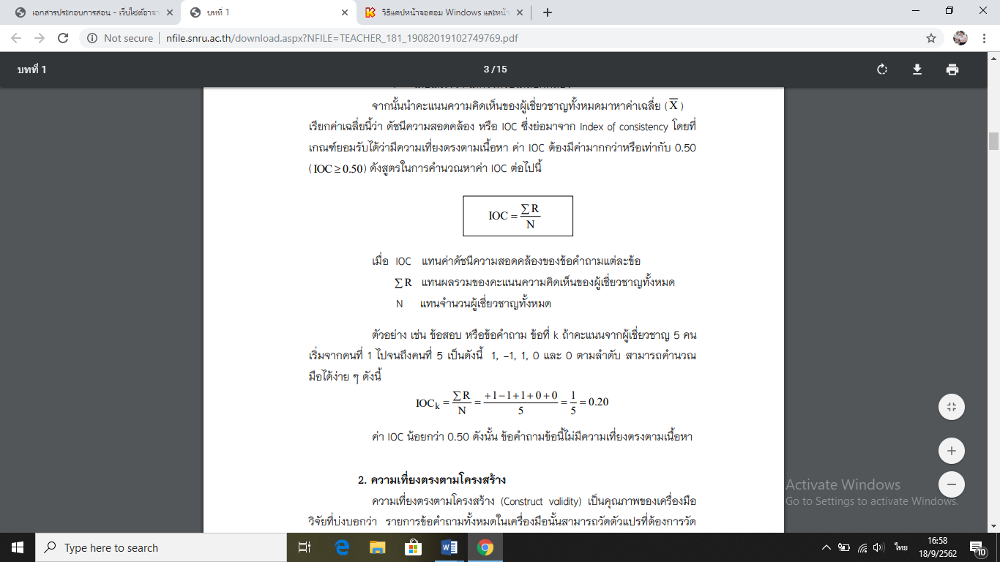 เอกสารประกอบการสอน - เว็บไซต์อาจา
บทที่ 1
วิธีแคปหน้าจอคอม Windows และหน้า
Not secure | nfile.snru.ac.th/download.aspx?NFILE=TEACHER_181_19082019102749769.pdf
บทที่ 1
3 / 15
จากนั้นนำคะแนนความคิดเห็นของผู้เชี่ยวชาญทั้งหมดมาหาค่าเฉลี่ย ( X̅ )
เรียกค่าเฉลี่ยนี้ว่า ดัชนีความสอดคล้อง หรือ IOC ซึ่งย่อมาจาก Index of consistency โดยที่
เกณฑ์ยอมรับได้ว่ามีความเที่ยงตรงตามเนื้อหา ค่า IOC ต้องมีค่ามากกว่าหรือเท่ากับ 0.50
( IOC ≥ 0.50 ) ดังสูตรในการคำนวณหาค่า IOC ต่อไปนี้
IOC = ∑ R / N
เมื่อ IOC แทนค่าดัชนีความสอดคล้องของข้อคำถามแต่ละข้อ
∑ R แทนผลรวมของคะแนนความคิดเห็นของผู้เชี่ยวชาญทั้งหมด
N แทนจำนวนผู้เชี่ยวชาญทั้งหมด
ตัวอย่าง เช่น ข้อสอบ หรือข้อคำถาม ข้อที่ k ถ้าคะแนนจากผู้เชี่ยวชาญ 5 คน
เริ่มจากคนที่ 1 ไปจนถึงคนที่ 5 เป็นดังนี้ 1, -1, 1, 0 และ 0 ตามลำดับ สามารถคำนวณ
มือได้ง่าย ๆ ดังนี้
IOCk = ∑ R / N = +1−1+1+0+0 / 5 = 1 / 5 = 0.20
ค่า IOC น้อยกว่า 0.50 ดังนั้น ข้อคำถามข้อนี้ไม่มีความเที่ยงตรงตามเนื้อหา
2. ความเที่ยงตรงตามโครงสร้าง
ความเที่ยงตรงตามโครงสร้าง (Construct validity) เป็นคุณภาพของเครื่องมือ
วิจัยที่บ่งบอกว่า รายการข้อคำถามทั้งหมดในเครื่องมือนั้นสามารถวัดตัวแปรที่ต้องการวัด
Activate Windows
Go to Settings to activate Windows.
Type here to search
ไทย
16:58
18/9/2562
10